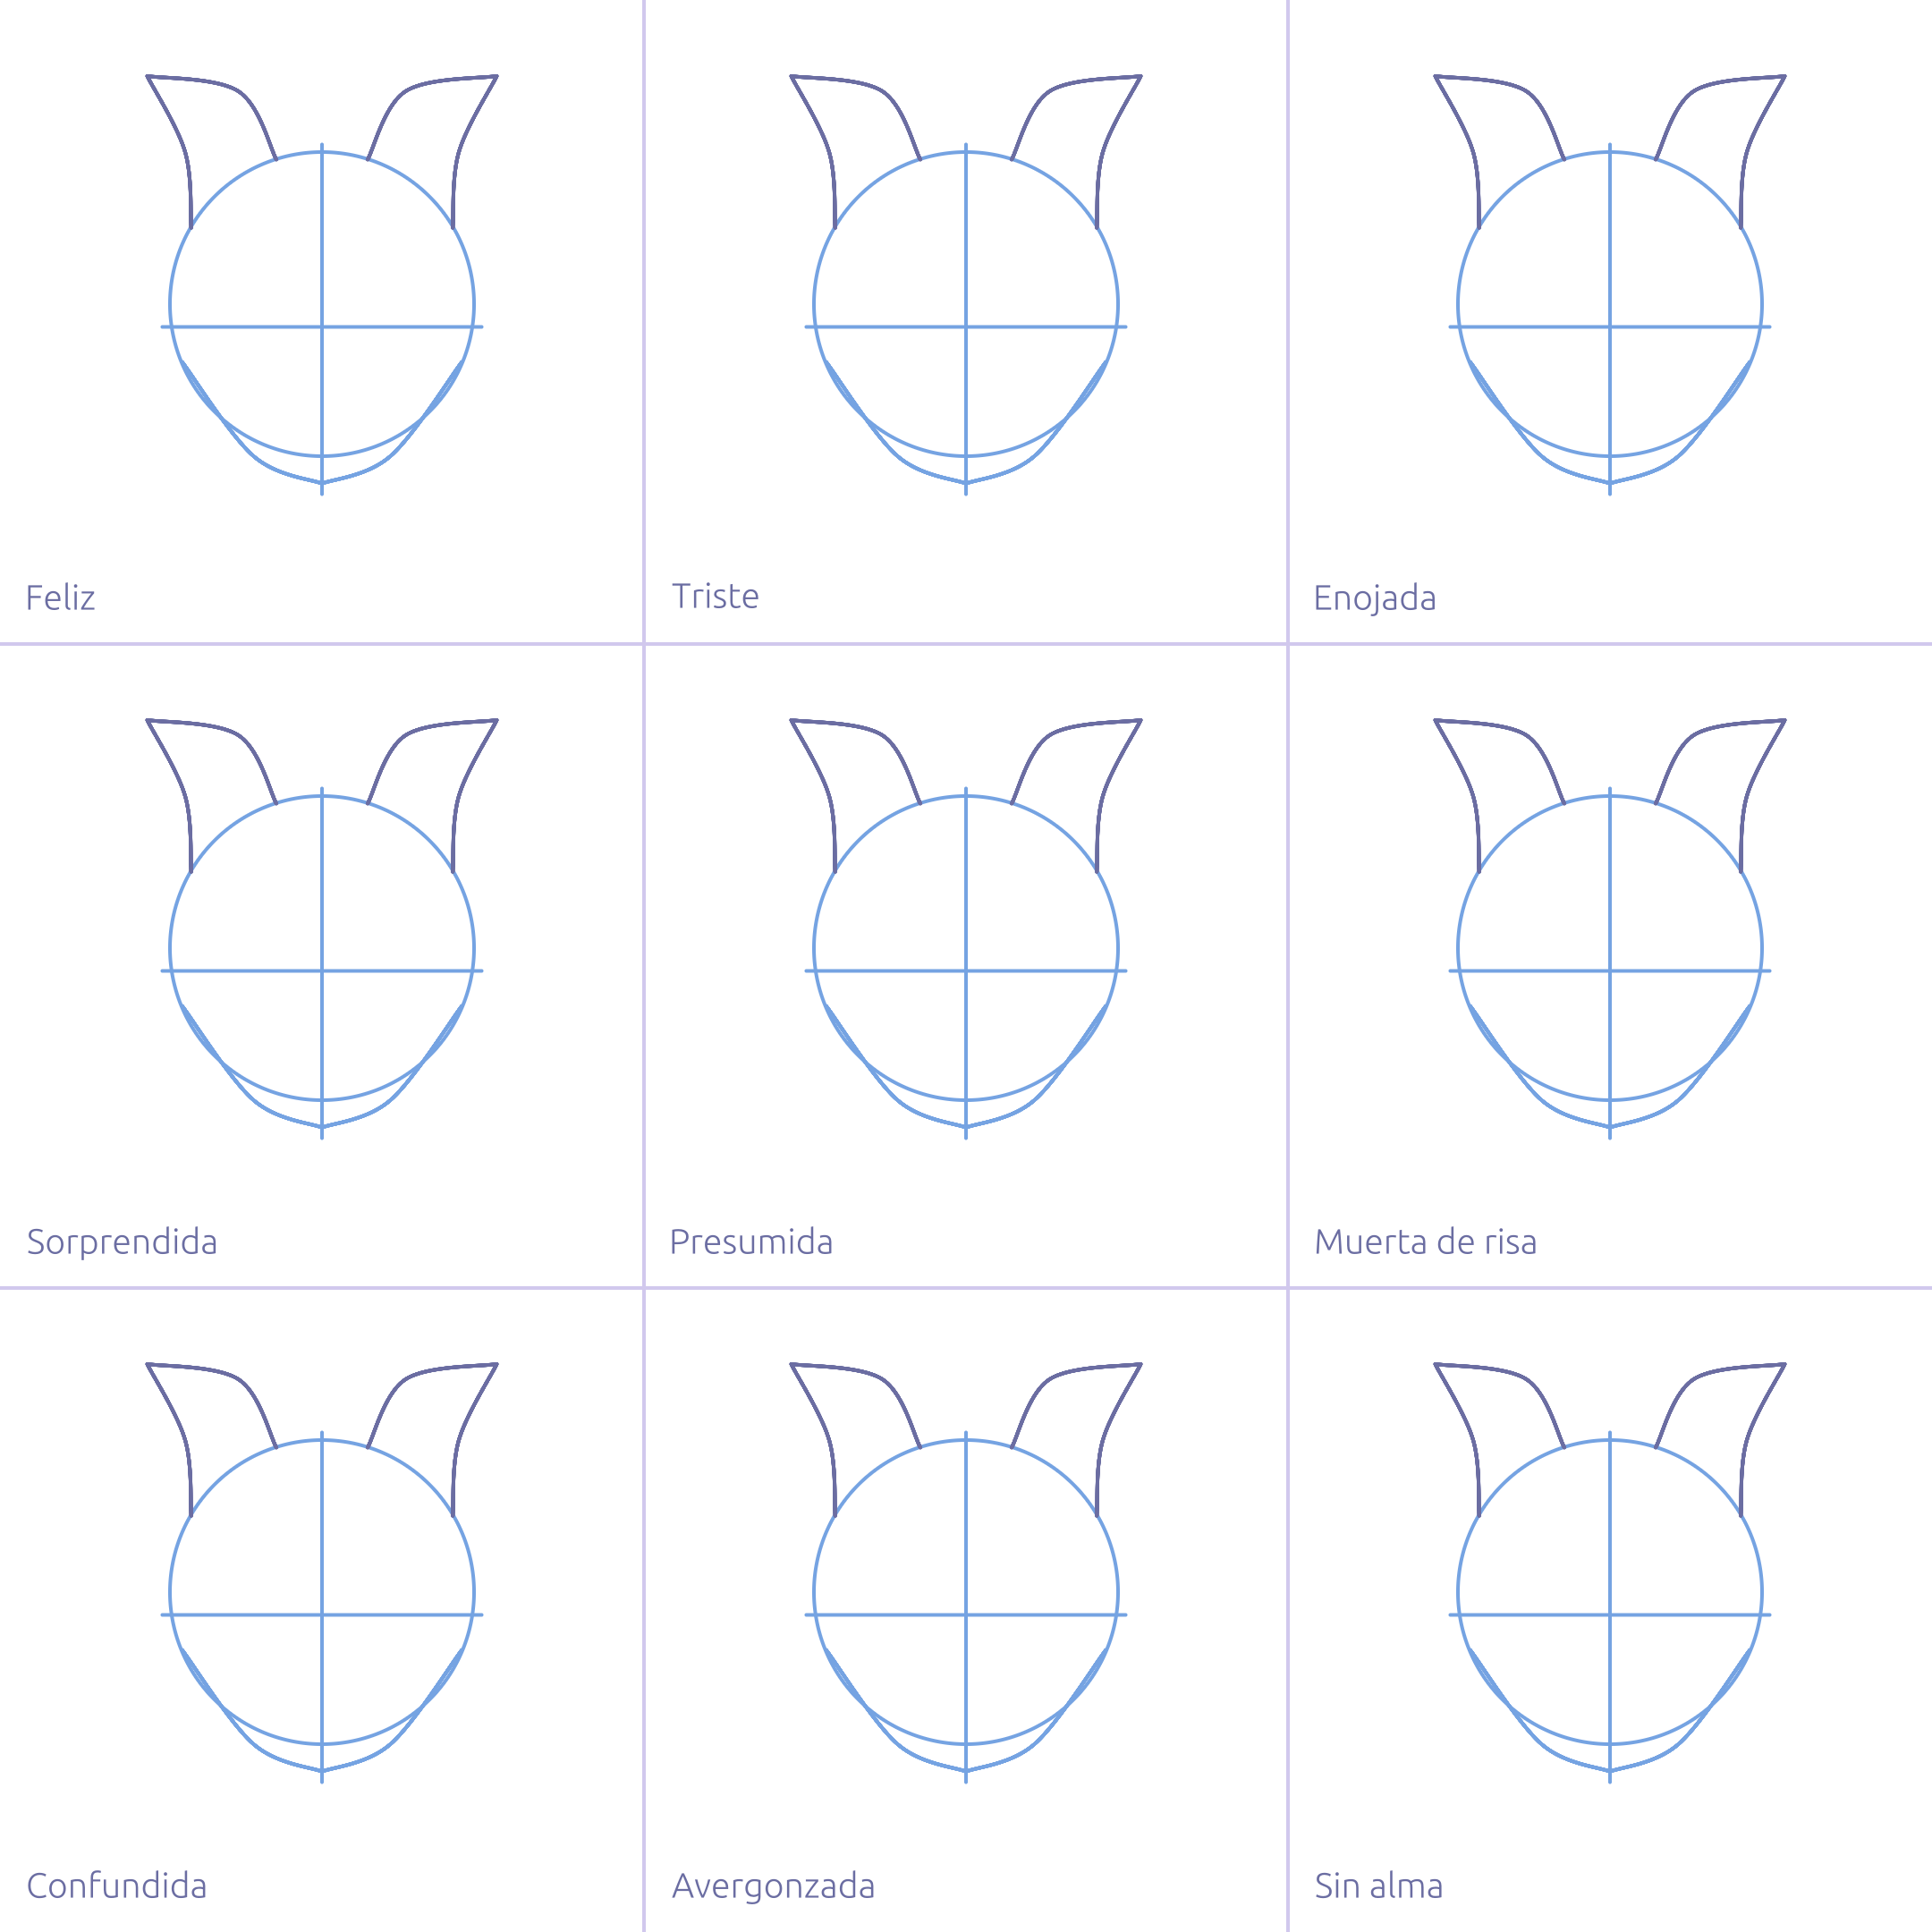 Feliz
Triste
Enojada
Sorprendida
Presumida
Muerta de risa
Confundida
Avergonzada
Sin alma